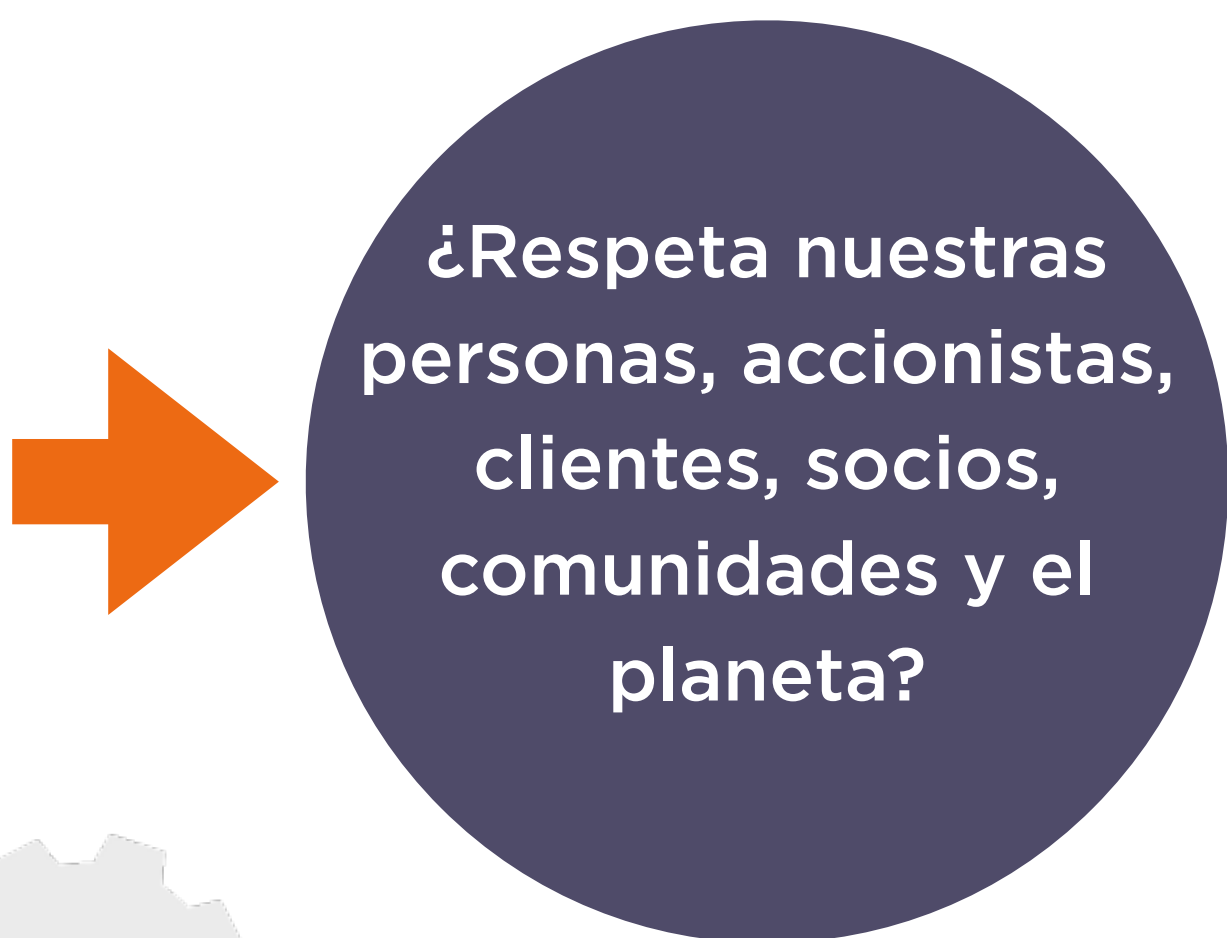 ¿Respeta nuestras
personas, accionistas,
clientes, socios,
comunidades y el
planeta?